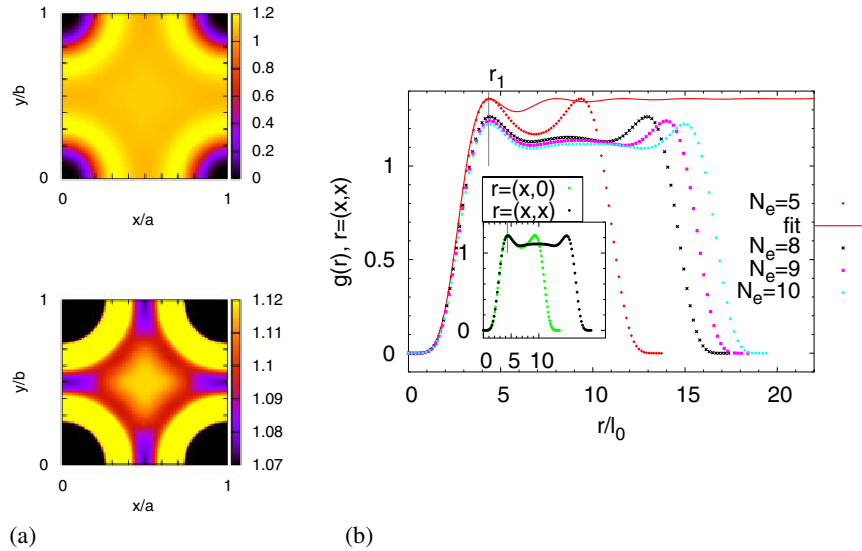 1
y/b
0
0
x/a
1
1.2
1
0.8
0.6
0.4
0.2
0
1
y/b
0
0
x/a
1
1.12
1.11
1.10
1.09
1.08
1.07
(a)
r₁
g(r), r=(x,x)
1
0.5
0
0 5 10 15 20
r/l₀
r=(x,0)
r=(x,x)
1
0
0 5 10
Nₑ=5
fit
Nₑ=8
Nₑ=9
Nₑ=10
(b)